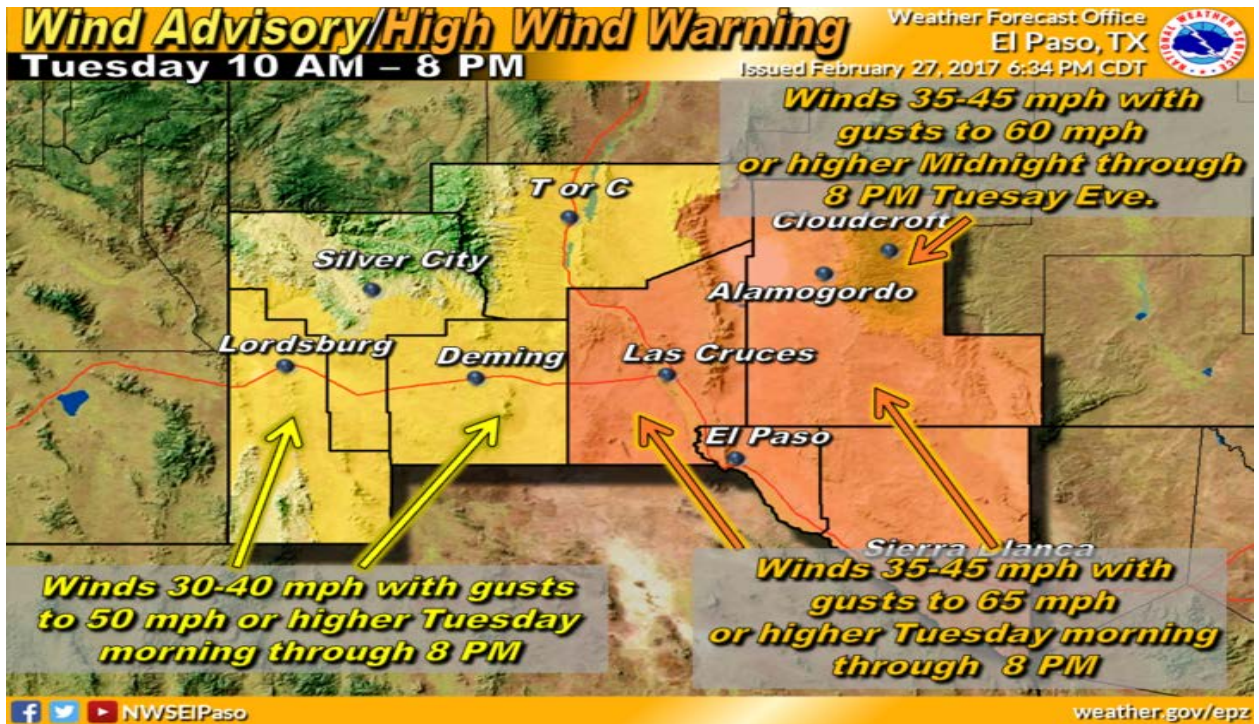 Wind Advisory/High Wind Warning
Tuesday 10 AM – 8 PM
Weather Forecast Office
El Paso, TX
Issued February 27, 2017 6:34 PM CDT
NATIONAL WEATHER SERVICE
Winds 35-45 mph with
gusts to 60 mph
or higher Midnight through
8 PM Tuesay Eve.
T or C
Cloudcroft
Silver City
Alamogordo
Lordsburg
Deming
Las Cruces
El Paso
Sierra Blanca
Winds 30-40 mph with gusts
to 50 mph or higher Tuesday
morning through 8 PM
Winds 35-45 mph with
gusts to 65 mph
or higher Tuesday morning
through 8 PM
NWSElPaso
weather.gov/epz